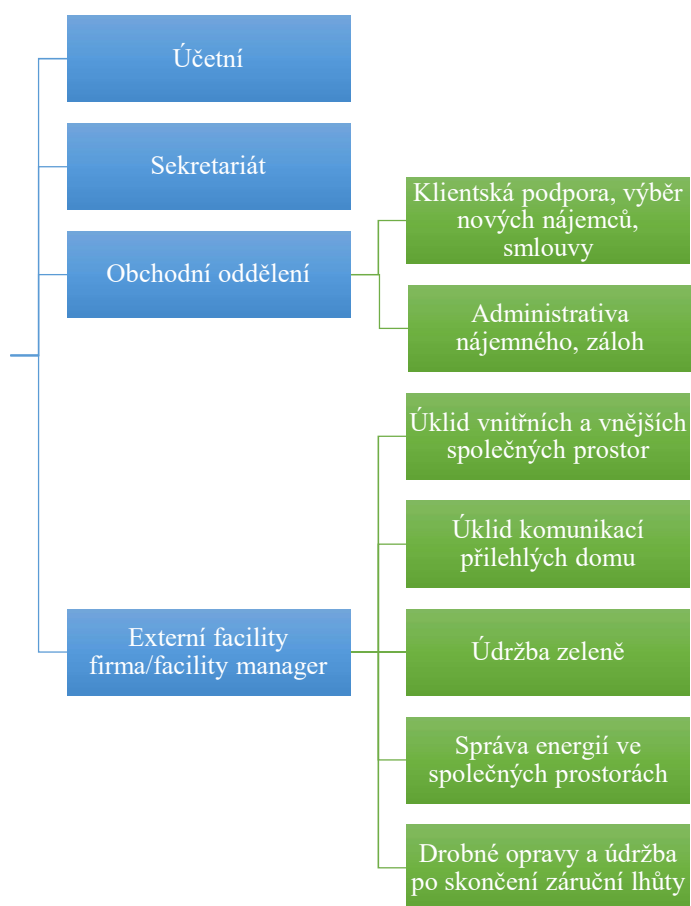 Účetní
Sekretariát
Obchodní oddělení
Klientská podpora, výběr
nových nájemců,
smlouvy
Administrativa
nájemného, záloh
Externí facility
firma/facility manager
Úklid vnitřních a vnějších
společných prostor
Úklid komunikací
přilehlých domu
Údržba zeleně
Správa energií ve
společných prostorách
Drobné opravy a údržba
po skončení záruční lhůty